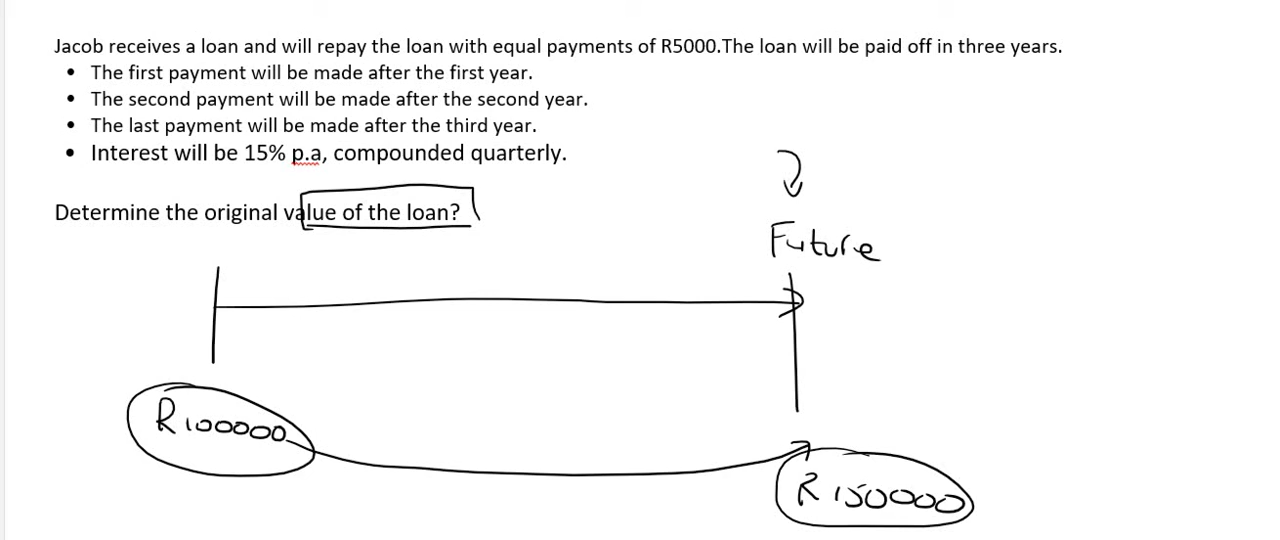 Jacob receives a loan and will repay the loan with equal payments of R5000.The loan will be paid off in three years.
• The first payment will be made after the first year.
• The second payment will be made after the second year.
• The last payment will be made after the third year.
• Interest will be 15% p.a, compounded quarterly.
Determine the original value of the loan?
Future
R100000
R150000